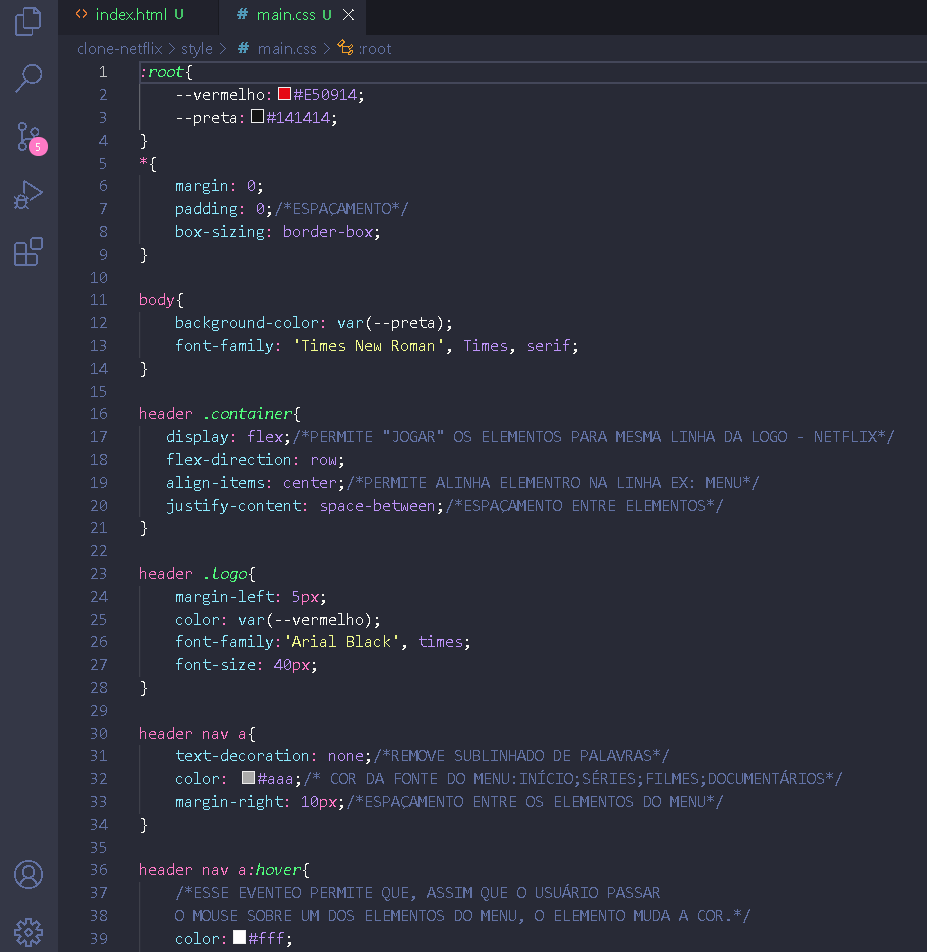 index.html U
# main.css U
clone-netflix > style > # main.css > :root
5
1 :root{
2 --vermelho: #E50914;
3 --preta: #141414;
4 }
5 *{
6 margin: 0;
7 padding: 0;/*ESPAÇAMENTO*/
8 box-sizing: border-box;
9 }
10
11 body{
12 background-color: var(--preta);
13 font-family: 'Times New Roman', Times, serif;
14 }
15
16 header .container{
17 display: flex;/*PERMITE "JOGAR" OS ELEMENTOS PARA MESMA LINHA DA LOGO - NETFLIX*/
18 flex-direction: row;
19 align-items: center;/*PERMITE ALINHA ELEMENTRO NA LINHA EX: MENU*/
20 justify-content: space-between;/*ESPAÇAMENTO ENTRE ELEMENTOS*/
21 }
22
23 header .logo{
24 margin-left: 5px;
25 color: var(--vermelho);
26 font-family:'Arial Black', times;
27 font-size: 40px;
28 }
29
30 header nav a{
31 text-decoration: none;/*REMOVE SUBLINHADO DE PALAVRAS*/
32 color: #aaa;/* COR DA FONTE DO MENU:INÍCIO;SÉRIES;FILMES;DOCUMENTÁRIOS*/
33 margin-right: 10px;/*ESPAÇAMENTO ENTRE OS ELEMENTOS DO MENU*/
34 }
35
36 header nav a:hover{
37 /*ESSE EVENTEO PERMITE QUE, ASSIM QUE O USUÁRIO PASSAR
38 O MOUSE SOBRE UM DOS ELEMENTOS DO MENU, O ELEMENTO MUDA A COR.*/
39 color: #fff;